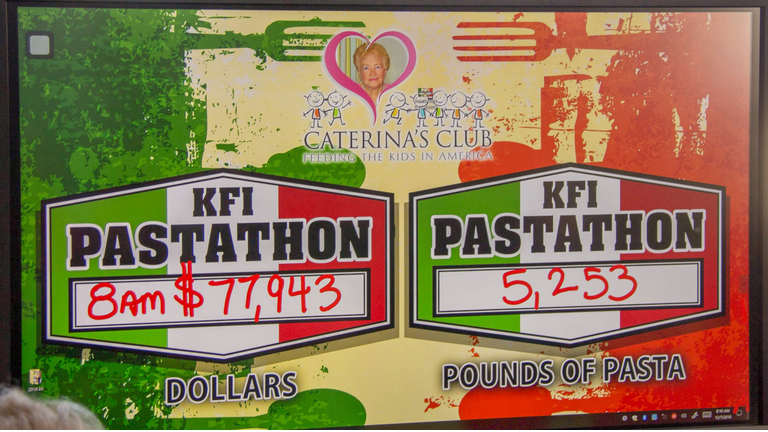 CATERINA'S CLUB
FEEDING THE KIDS IN AMERICA
KFI
PASTATHON
8AM $77,943
DOLLARS
KFI
PASTATHON
5,253
POUNDS OF PASTA